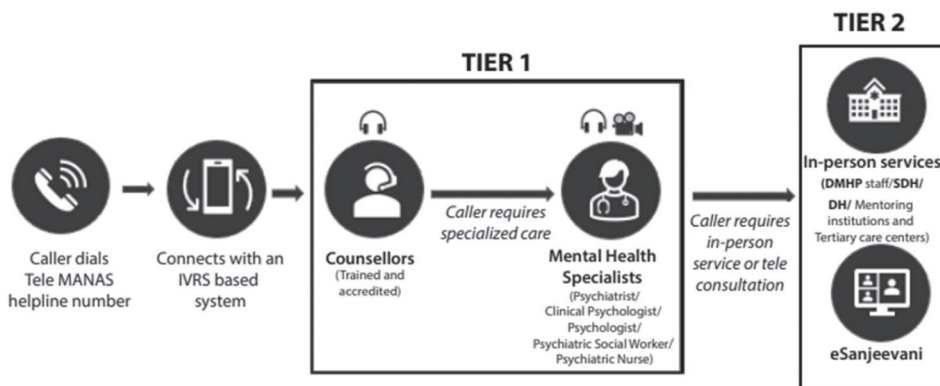 TIER 1
TIER 2
Caller dials
Tele MANAS
helpline number
Connects with an
IVRS based
system
Counsellors
(Trained and
accredited)
Caller requires
specialized care
Mental Health
Specialists
(Psychiatrist/
Clinical Psychologist/
Psychologist/
Psychiatric Social Worker/
Psychiatric Nurse)
Caller requires
in-person
service or tele
consultation
In-person services
(DMHP staff/SDH/
DH/ Mentoring
institutions and
Tertiary care centers)
eSanjeevani